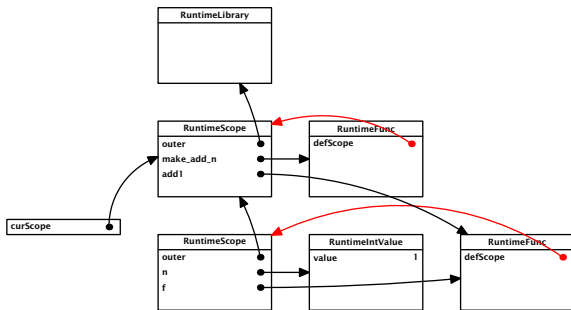 RuntimeLibrary
RuntimeScope
outer
make_add_n
add1
RuntimeFunc
defScope
curScope
RuntimeScope
outer
n
f
RuntimeIntValue
value 1
RuntimeFunc
defScope